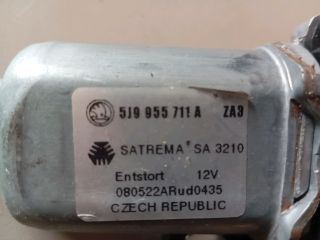 5J9 955 711 A ZA3
SATREMA® SA 3210
Entstort 12V
080522ARud0435
CZECH REPUBLIC